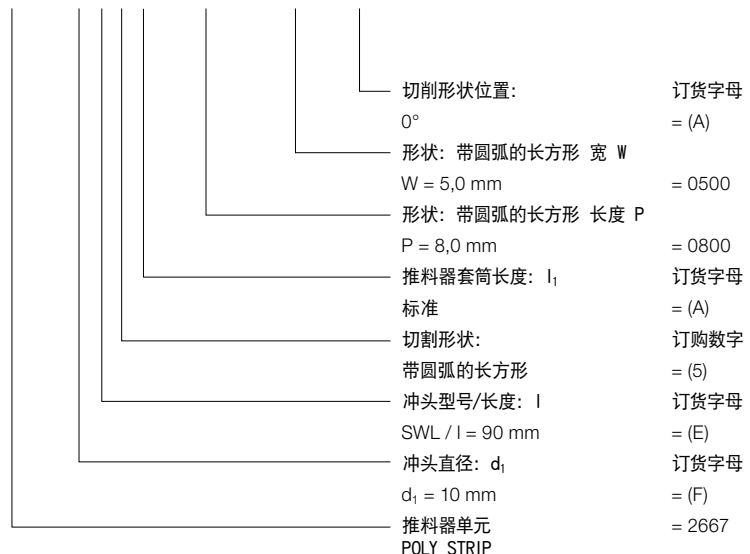 切削形状位置: 订货字母
0° = (A)
形状: 带圆弧的长方形 宽 W
W = 5,0 mm = 0500
形状: 带圆弧的长方形 长度 P
P = 8,0 mm = 0800
推料器套筒长度: l₁ 订货字母
标准 = (A)
切割形状: 订购数字
带圆弧的长方形 = (5)
冲头型号/长度: l 订货字母
SWL / l = 90 mm = (E)
冲头直径: d₁ 订货字母
d₁ = 10 mm = (F)
推料器单元 = 2667
POLY STRIP